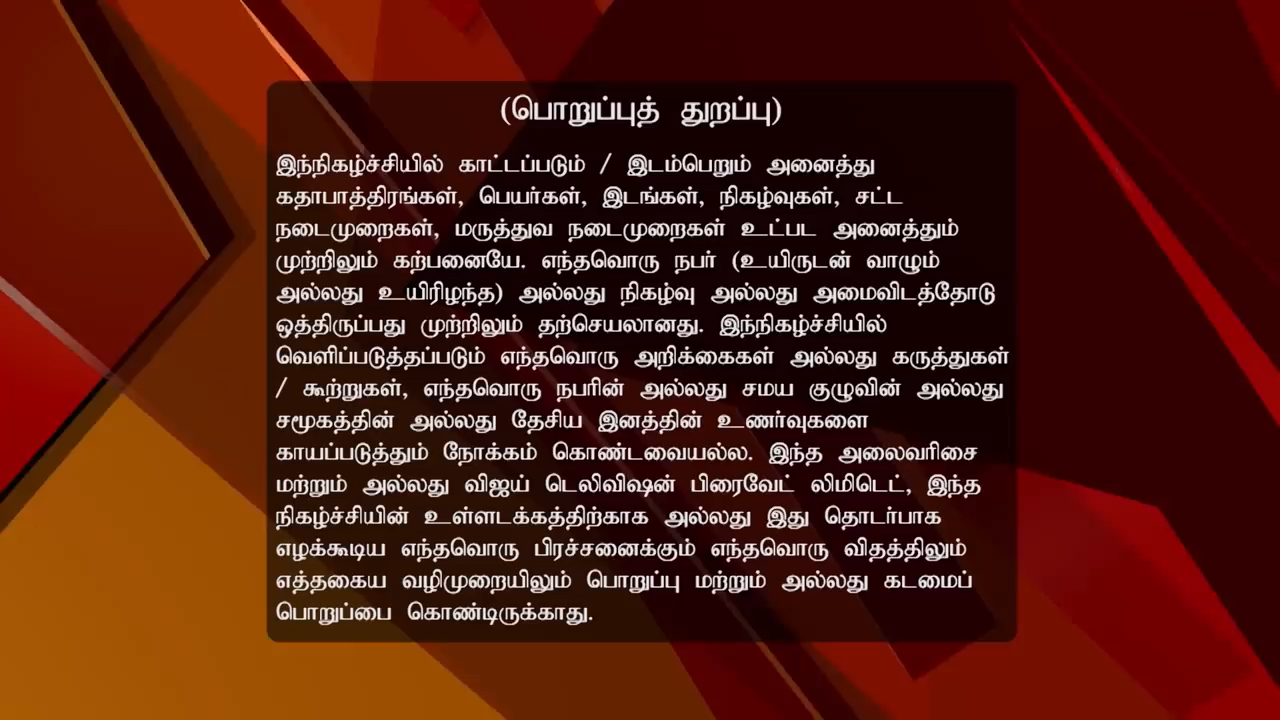 (பொறுப்புத் துறப்பு)
இந்நிகழ்ச்சியில் காட்டப்படும் / இடம்பெறும் அனைத்து
கதாபாத்திரங்கள், பெயர்கள், இடங்கள், நிகழ்வுகள், சட்ட
நடைமுறைகள், மருத்துவ நடைமுறைகள் உட்பட அனைத்தும்
முற்றிலும் கற்பனையே. எந்தவொரு நபர் (உயிருடன் வாழும்
அல்லது உயிரிழந்த) அல்லது நிகழ்வு அல்லது அமைவிடத்தோடு
ஒத்திருப்பது முற்றிலும் தற்செயலானது. இந்நிகழ்ச்சியில்
வெளிப்படுத்தப்படும் எந்தவொரு அறிக்கைகள் அல்லது கருத்துகள்
/ கூற்றுகள், எந்தவொரு நபரின் அல்லது சமய குழுவின் அல்லது
சமூகத்தின் அல்லது தேசிய இனத்தின் உணர்வுகளை
காயப்படுத்தும் நோக்கம் கொண்டவையல்ல. இந்த அலைவரிசை
மற்றும் அல்லது விஜய் டெலிவிஷன் பிரைவேட் லிமிடெட், இந்த
நிகழ்ச்சியின் உள்ளடக்கத்திற்காக அல்லது இது தொடர்பாக
எழக்கூடிய எந்தவொரு பிரச்சனைக்கும் எந்தவொரு விதத்திலும்
எத்தகைய வழிமுறையிலும் பொறுப்பு மற்றும் அல்லது கடமைப்
பொறுப்பை கொண்டிருக்காது.